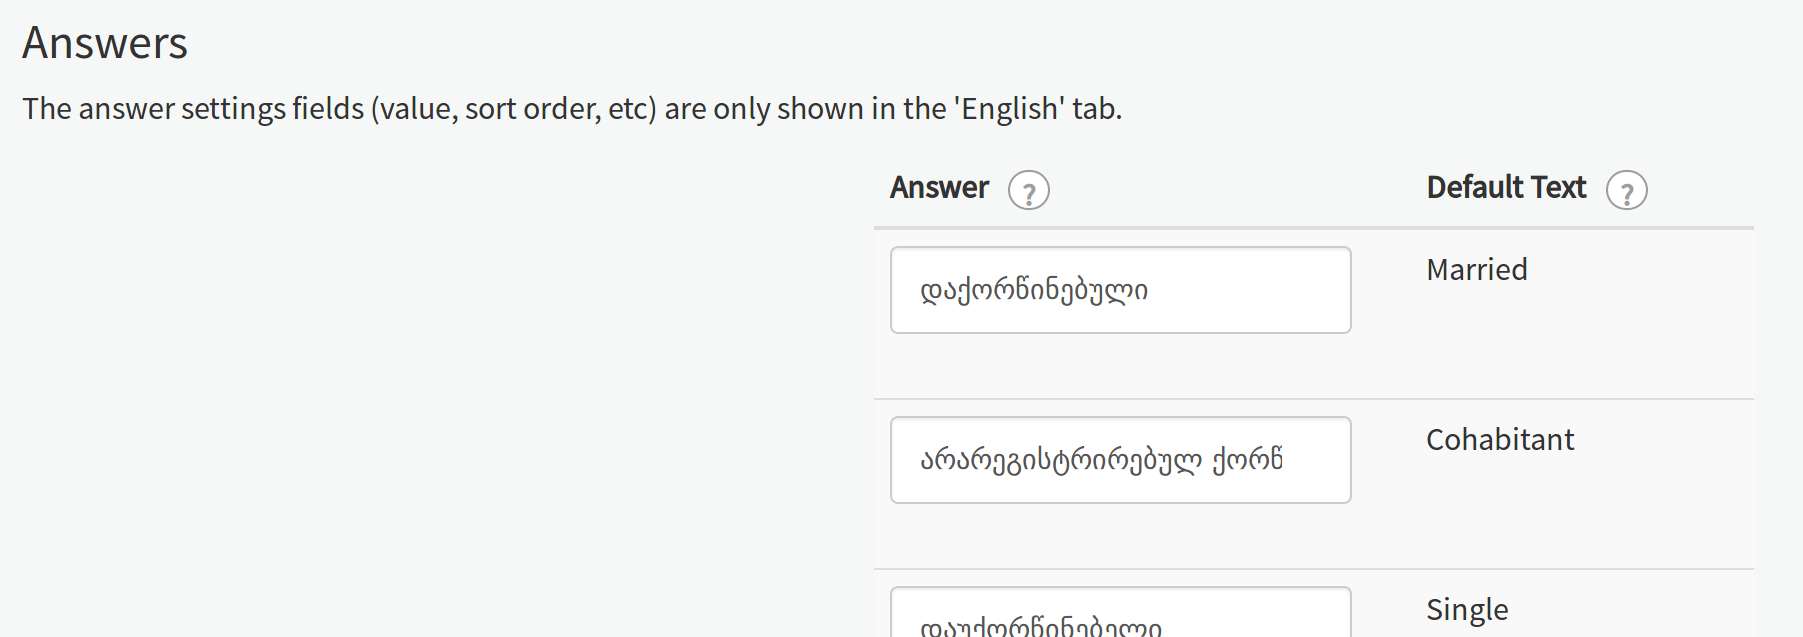 Answers
The answer settings fields (value, sort order, etc) are only shown in the 'English' tab.
Answer ? Default Text ?
დაქორწინებული Married
არარეგისტრირებულ ქორწ Cohabitant
დაუქორწინებელი Single